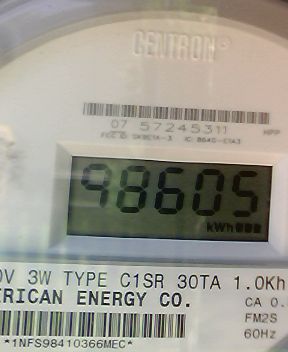 CENTRON®
07 57245311
98605
kWh
0V 3W TYPE C1SR 30TA 1.0Kh
ERICAN ENERGY CO.
CA 0.
FM2S
60Hz
*1NFS98410366MEC*